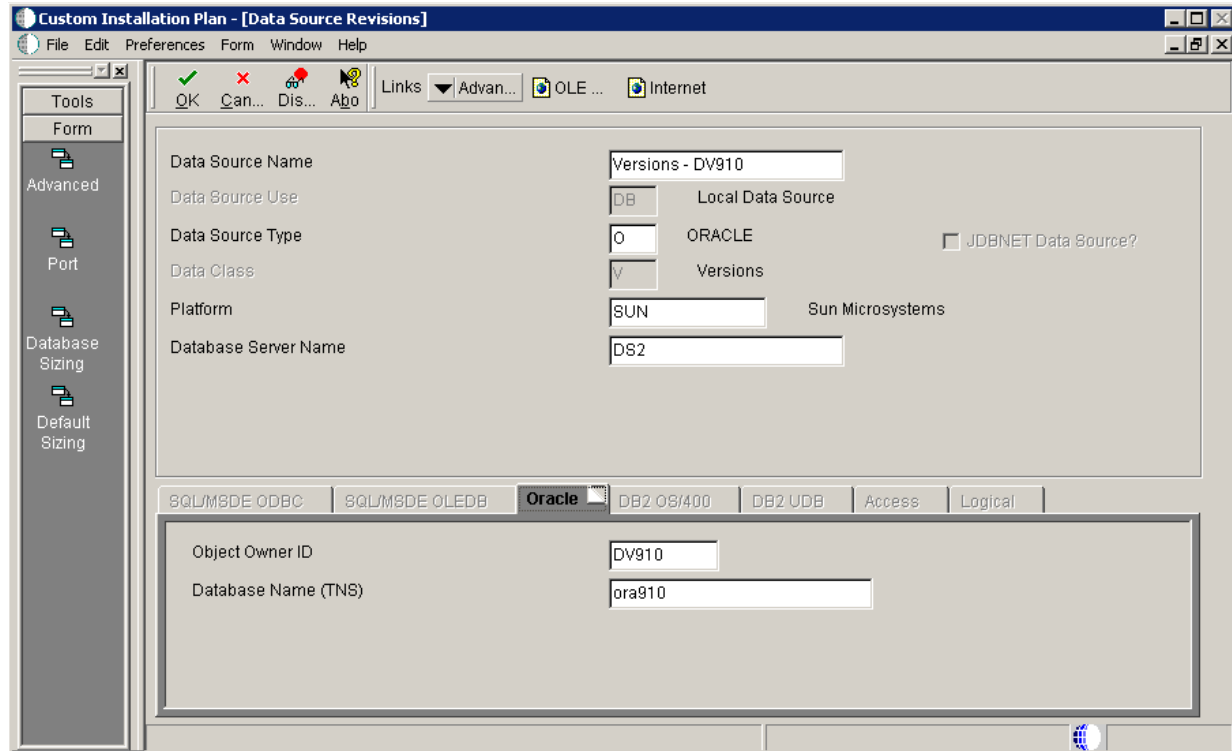 Custom Installation Plan - [Data Source Revisions]
File Edit Preferences Form Window Help
Tools
Form
Advanced
Port
Database
Sizing
Default
Sizing
OK Can... Dis... Abo Links Advan... OLE ... Internet
Data Source Name Versions - DV910
Data Source Use DB Local Data Source
Data Source Type O ORACLE JDBNET Data Source?
Data Class V Versions
Platform SUN Sun Microsystems
Database Server Name DS2
SQL/MSDE ODBC SQL/MSDE OLEDB Oracle DB2 OS/400 DB2 UDB Access Logical
Object Owner ID DV910
Database Name (TNS) ora910